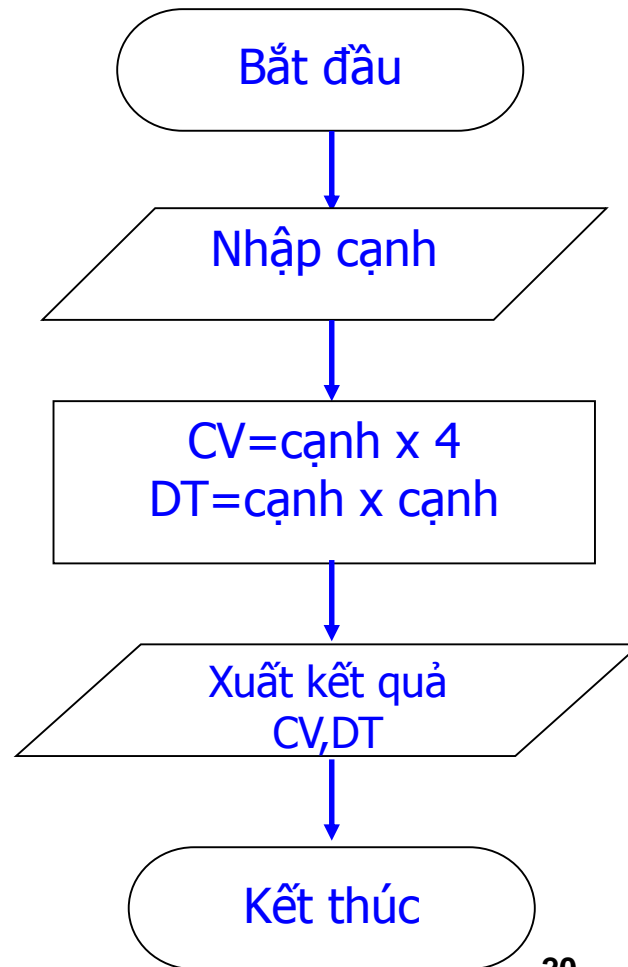 Bắt đầu
Nhập cạnh
CV=cạnh x 4
DT=cạnh x cạnh
Xuất kết quả
CV,DT
Kết thúc